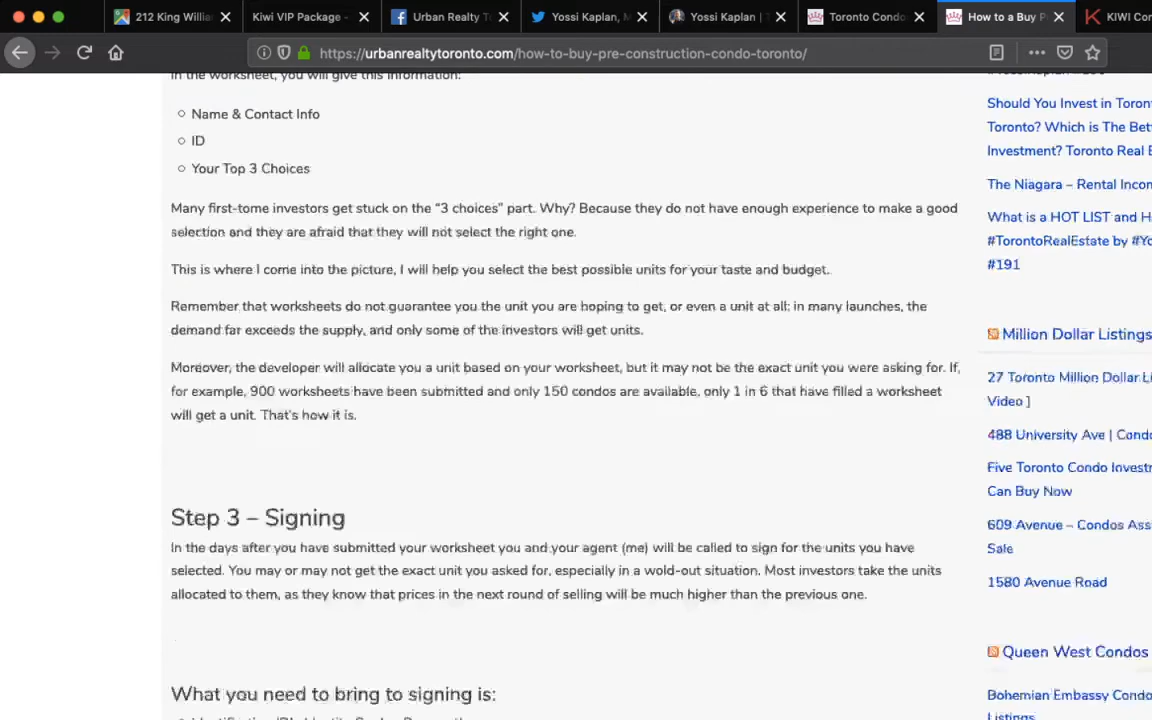 212 King Willia
Kiwi VIP Package -
Urban Realty T
Yossi Kaplan, M
Yossi Kaplan | T
Toronto Condo
How to a Buy P
KIWI Con
https://urbanrealtytoronto.com/how-to-buy-pre-construction-condo-toronto/
In the worksheet, you will give this information:
Name & Contact Info
ID
Your Top 3 Choices
Many first-tome investors get stuck on the “3 choices” part. Why? Because they do not have enough experience to make a good
selection and they are afraid that they will not select the right one.
This is where I come into the picture, I will help you select the best possible units for your taste and budget.
Remember that worksheets do not guarantee you the unit you are hoping to get, or even a unit at all; in many launches, the
demand far exceeds the supply, and only some of the investors will get units.
Moreover, the developer will allocate you a unit based on your worksheet, but it may not be the exact unit you were asking for. If,
for example, 900 worksheets have been submitted and only 150 condos are available, only 1 in 6 that have filled a worksheet
will get a unit. That’s how it is.
Step 3 – Signing
In the days after you have submitted your worksheet you and your agent (me) will be called to sign for the units you have
selected. You may or may not get the exact unit you asked for, especially in a wold-out situation. Most investors take the units
allocated to them, as they know that prices in the next round of selling will be much higher than the previous one.
What you need to bring to signing is:
Should You Invest in Toron
Toronto? Which is The Bet
Investment? Toronto Real E
The Niagara – Rental Incom
What is a HOT LIST and H
#TorontoRealEstate by #Yo
#191
Million Dollar Listings
27 Toronto Million Dollar Li
Video ]
488 University Ave | Condo
Five Toronto Condo Investm
Can Buy Now
609 Avenue – Condos Ass
Sale
1580 Avenue Road
Queen West Condos
Bohemian Embassy Condo
Listings